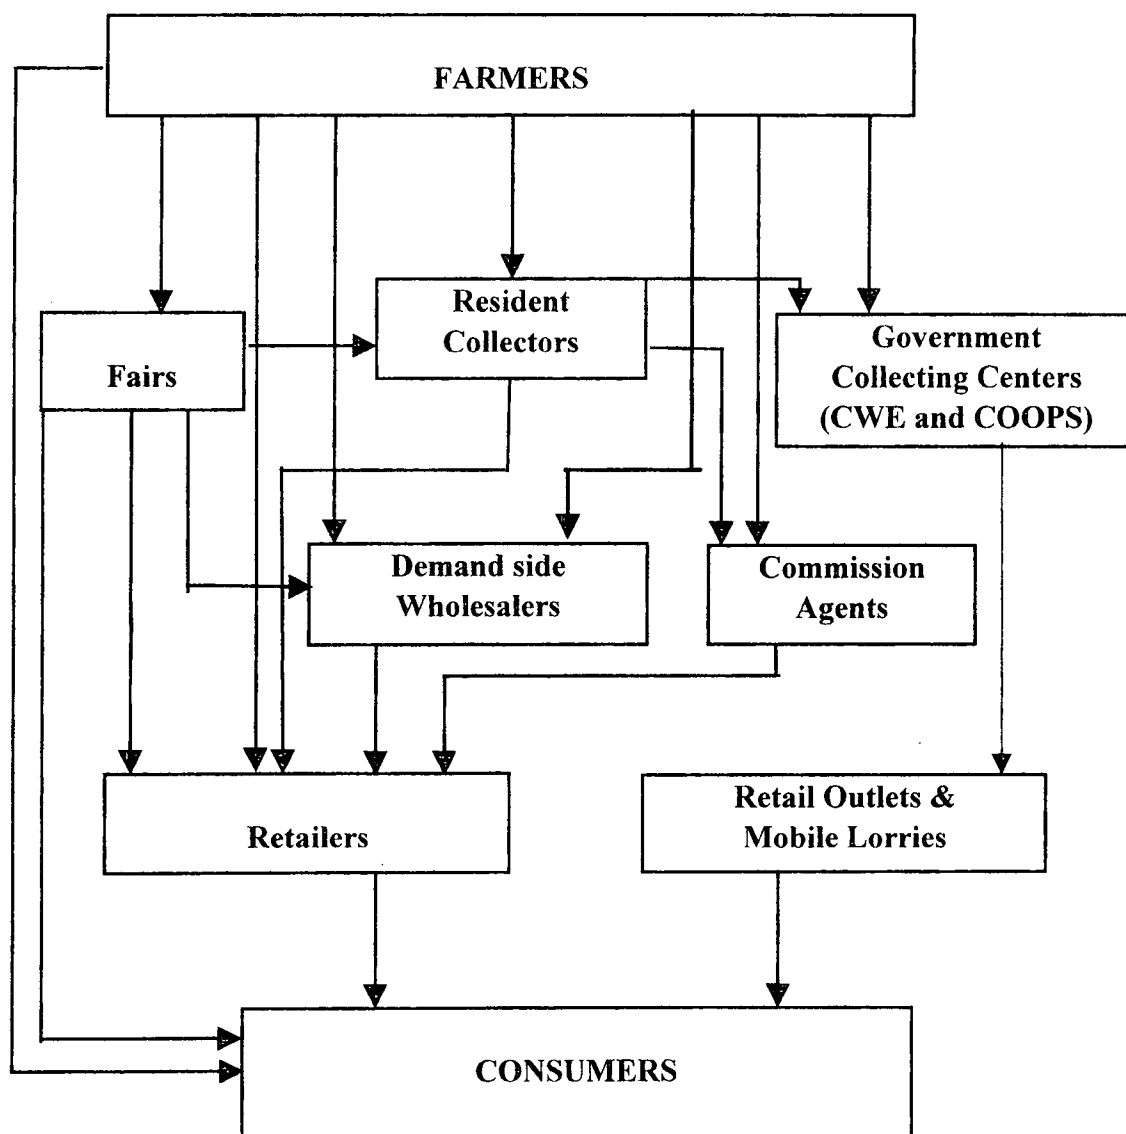 FARMERS
Resident
Collectors
Fairs
Government
Collecting Centers
(CWE and COOPS)
Demand side
Wholesalers
Commission
Agents
Retailers
Retail Outlets &
Mobile Lorries
CONSUMERS